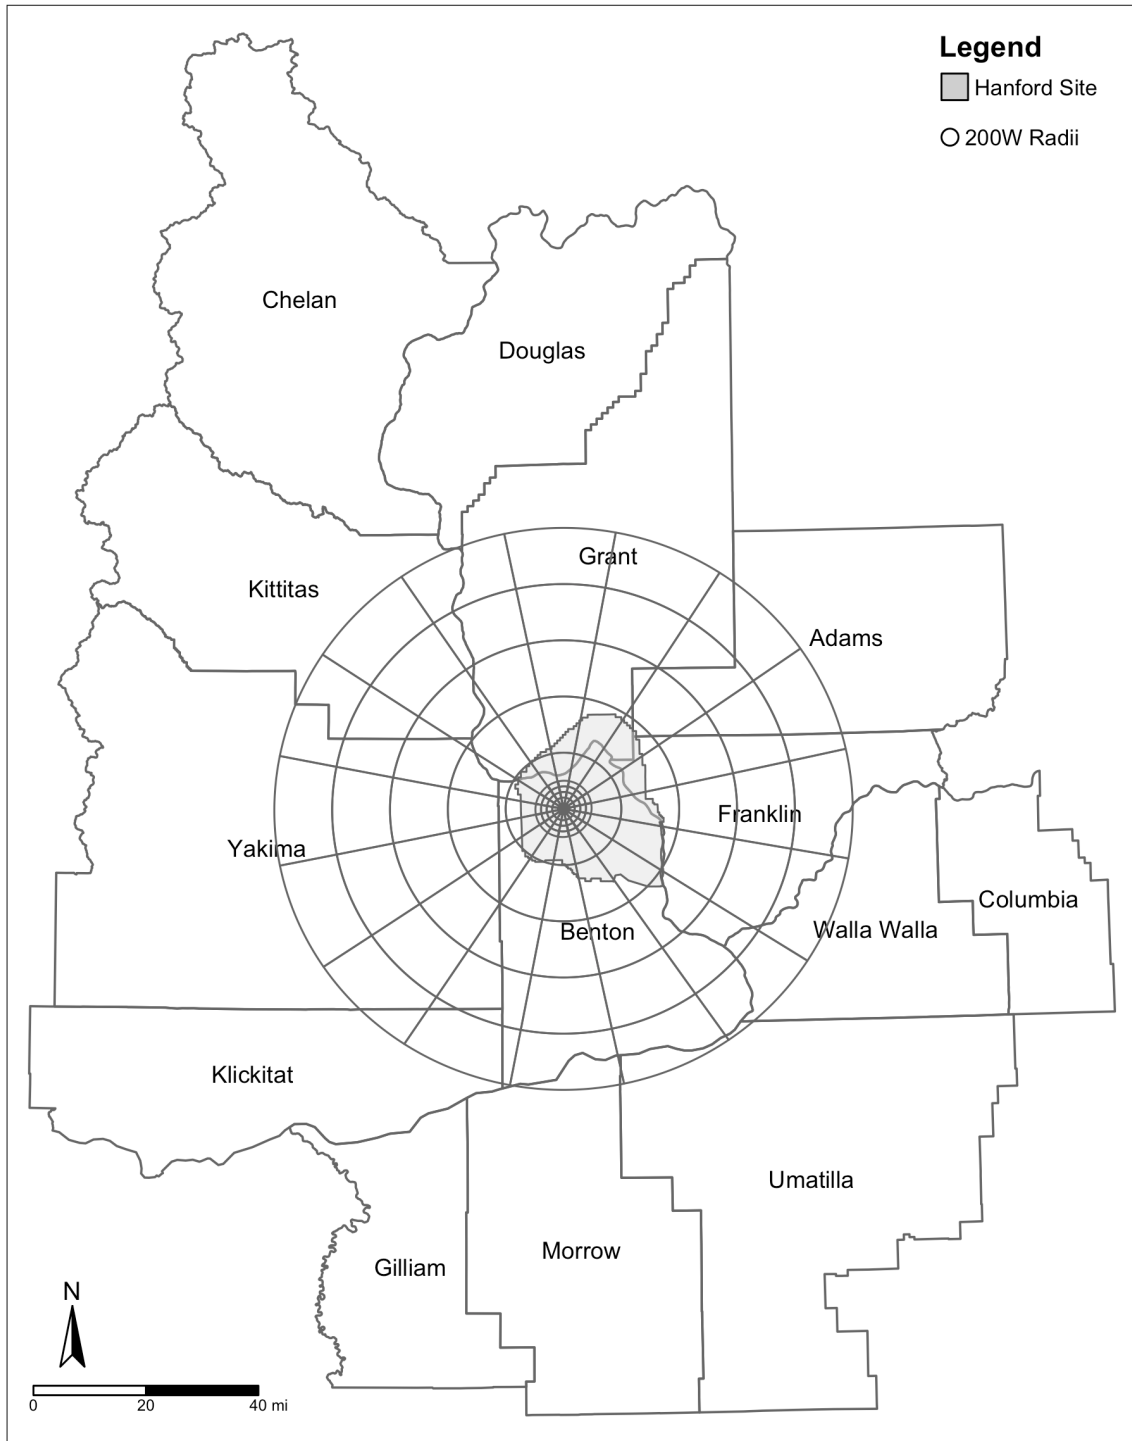 Legend
Hanford Site
200W Radii
Chelan
Douglas
Grant
Kittitas
Adams
Franklin
Yakima
Columbia
Walla Walla
Benton
Klickitat
Umatilla
Morrow
Gilliam
N
0 20 40 mi